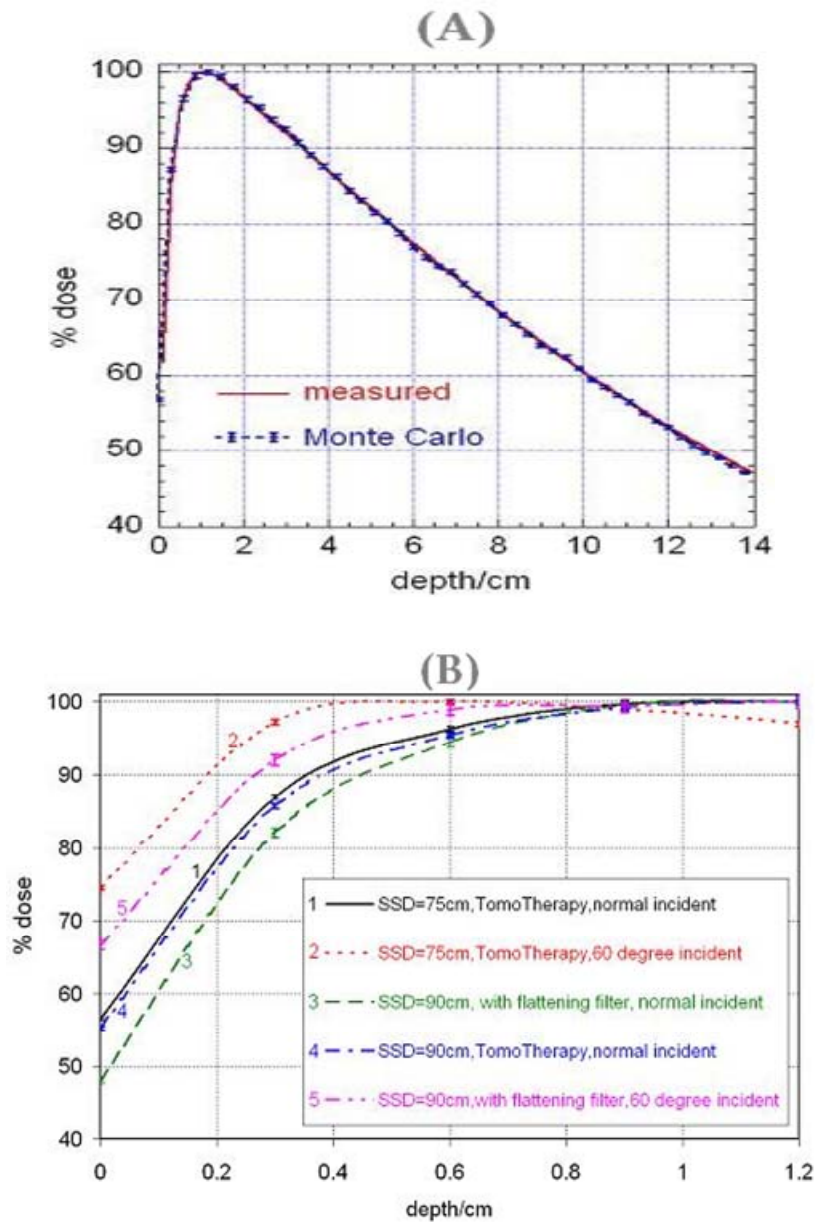 (A)
100
90
80
70
60
50
40
% dose
measured
Monte Carlo
0 2 4 6 8 10 12 14
depth/cm
(B)
100
90
80
70
60
50
40
% dose
2
5
1
4
3
1 SSD=75cm,TomoTherapy,normal incident
2 SSD=75cm,TomoTherapy,60 degree incident
3 SSD=90cm, with flattening filter, normal incident
4 SSD=90cm,TomoTherapy,normal incident
5 SSD=90cm,with flattening filter,60 degree incident
0 0.2 0.4 0.6 0.8 1 1.2
depth/cm